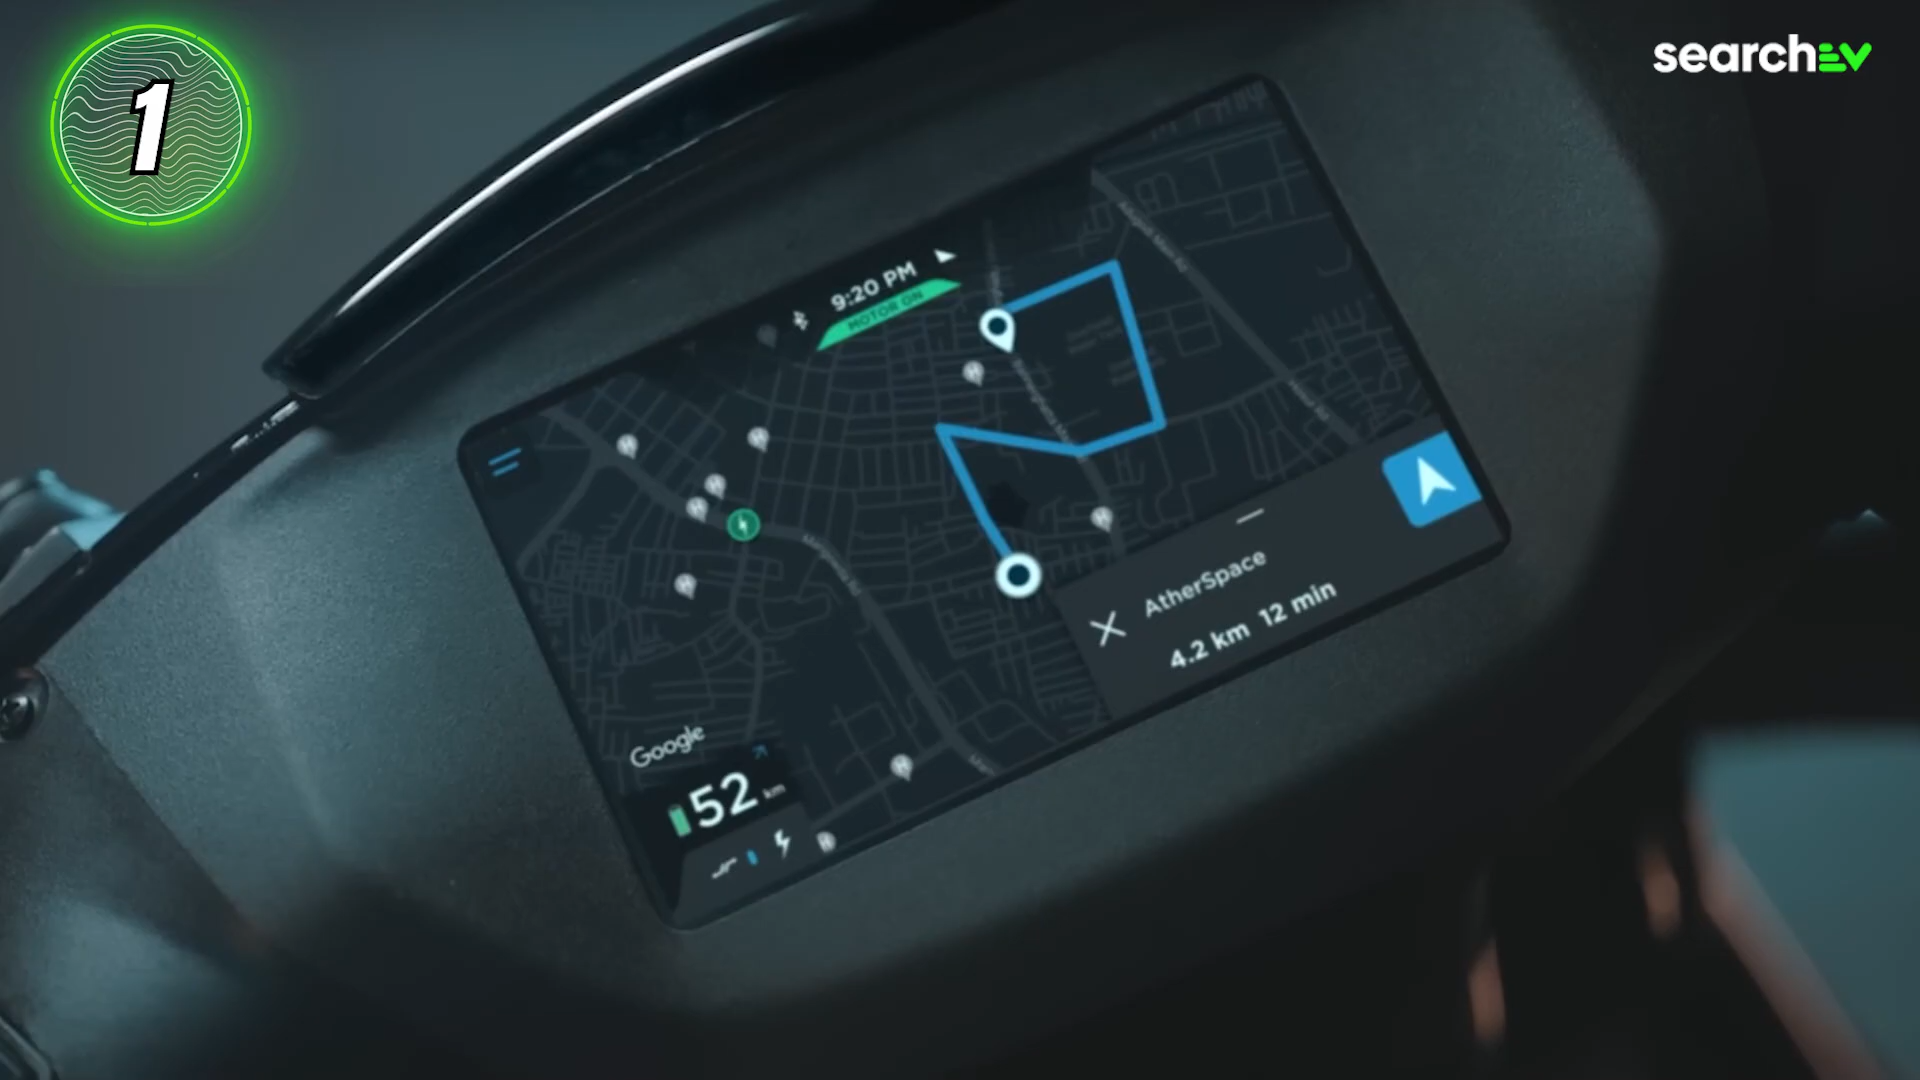 1
searchEV
9:20 PM
MOTOR ON
AtherSpace
4.2 km 12 min
Google
52 km